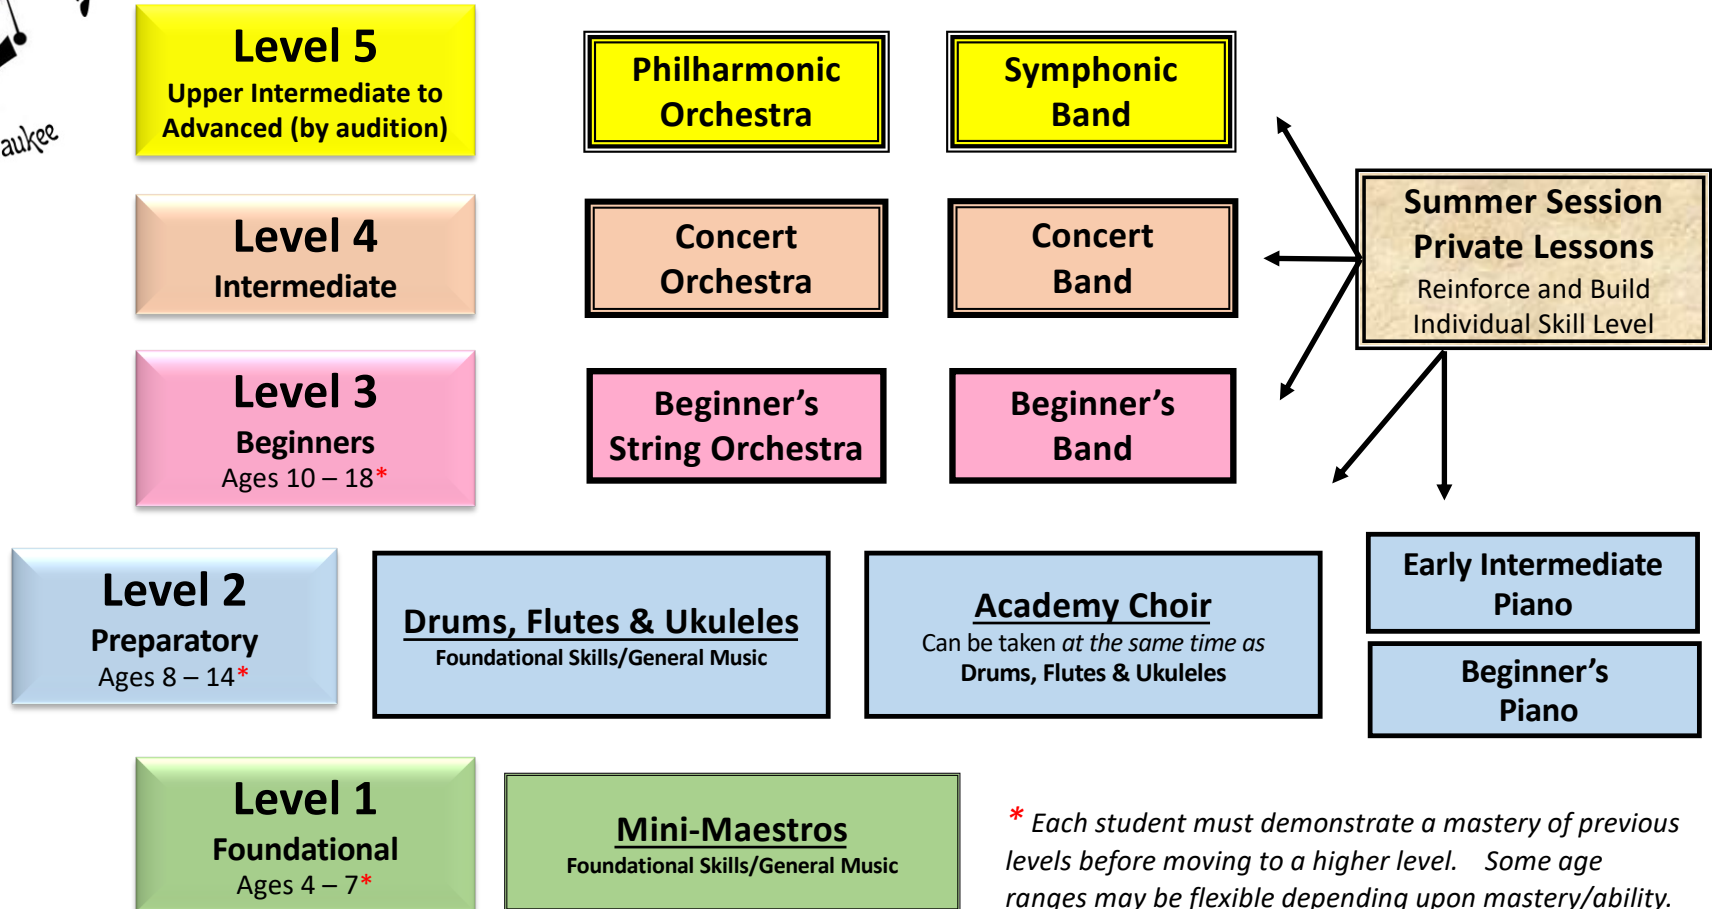 aukee
Level 5
Upper Intermediate to
Advanced (by audition)
Philharmonic
Orchestra
Symphonic
Band
Level 4
Intermediate
Concert
Orchestra
Concert
Band
Summer Session
Private Lessons
Reinforce and Build
Individual Skill Level
Level 3
Beginners
Ages 10 – 18*
Beginner’s
String Orchestra
Beginner’s
Band
Level 2
Preparatory
Ages 8 – 14*
Drums, Flutes & Ukuleles
Foundational Skills/General Music
Academy Choir
Can be taken at the same time as
Drums, Flutes & Ukuleles
Early Intermediate
Piano
Beginner’s
Piano
Level 1
Foundational
Ages 4 – 7*
Mini-Maestros
Foundational Skills/General Music
* Each student must demonstrate a mastery of previous
levels before moving to a higher level. Some age
ranges may be flexible depending upon mastery/ability.